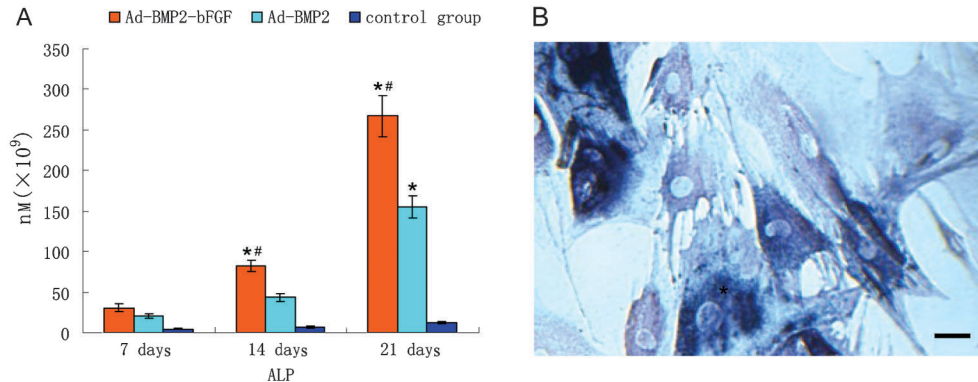 A
Ad-BMP2-bFGF Ad-BMP2 control group
nM(×10⁹)
350
300
250
200
150
100
50
0
*#
*#
*
7 days 14 days 21 days
ALP
B
*